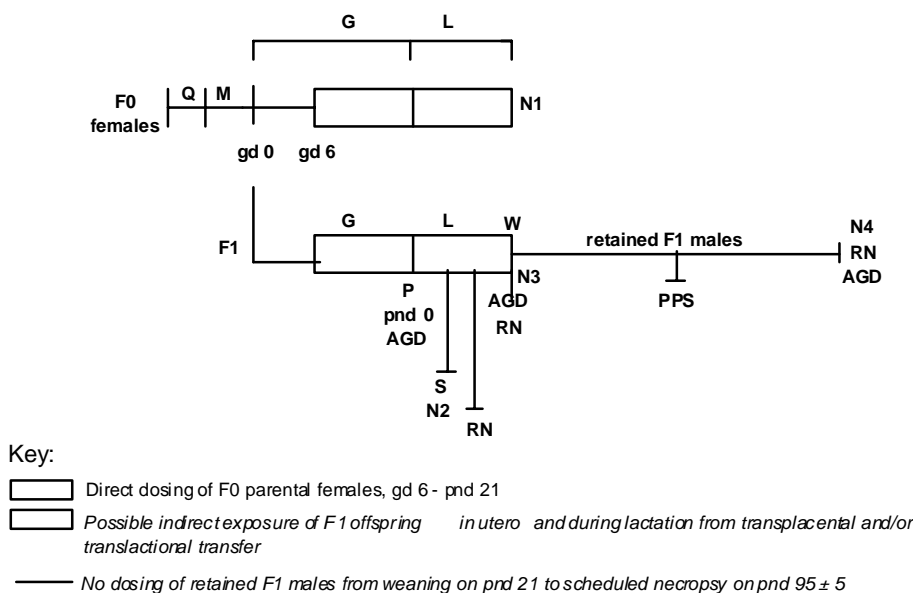 G L
F0
females
Q M N1
gd 0 gd 6
G L W
F1 retained F1 males N4
RN
AGD
P N3
pnd 0 AGD
AGD RN
PPS
S
N2
RN
Key:
Direct dosing of F0 parental females, gd 6 - pnd 21
Possible indirect exposure of F1 offspring in utero and during lactation from transplacental and/or
translactional transfer
No dosing of retained F1 males from weaning on pnd 21 to scheduled necropsy on pnd 95 ± 5